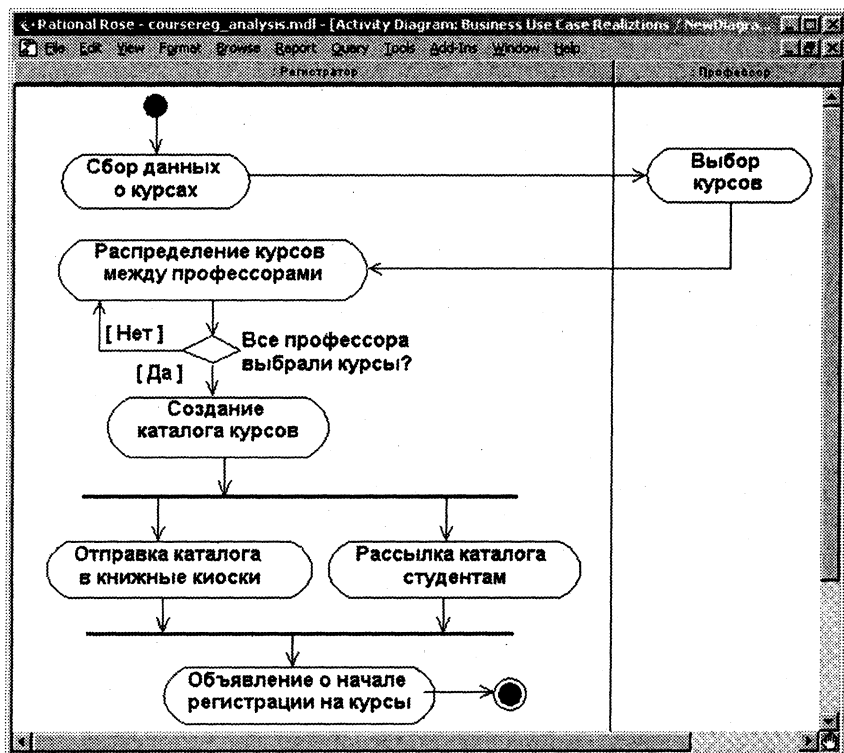 Rational Rose - coursereg_analysis.mdl - [Activity Diagram: Business Use Case Realiztions / NewDiagra...
File Edit View Format Browse Report Query Tools Add-Ins Window Help
: Регистратор
: Профессор
Сбор данных
о курсах
Выбор
курсов
Распределение курсов
между профессорами
[ Нет ]
Все профессора
выбрали курсы?
[ Да ]
Создание
каталога курсов
Отправка каталога
в книжные киоски
Рассылка каталога
студентам
Объявление о начале
регистрации на курсы